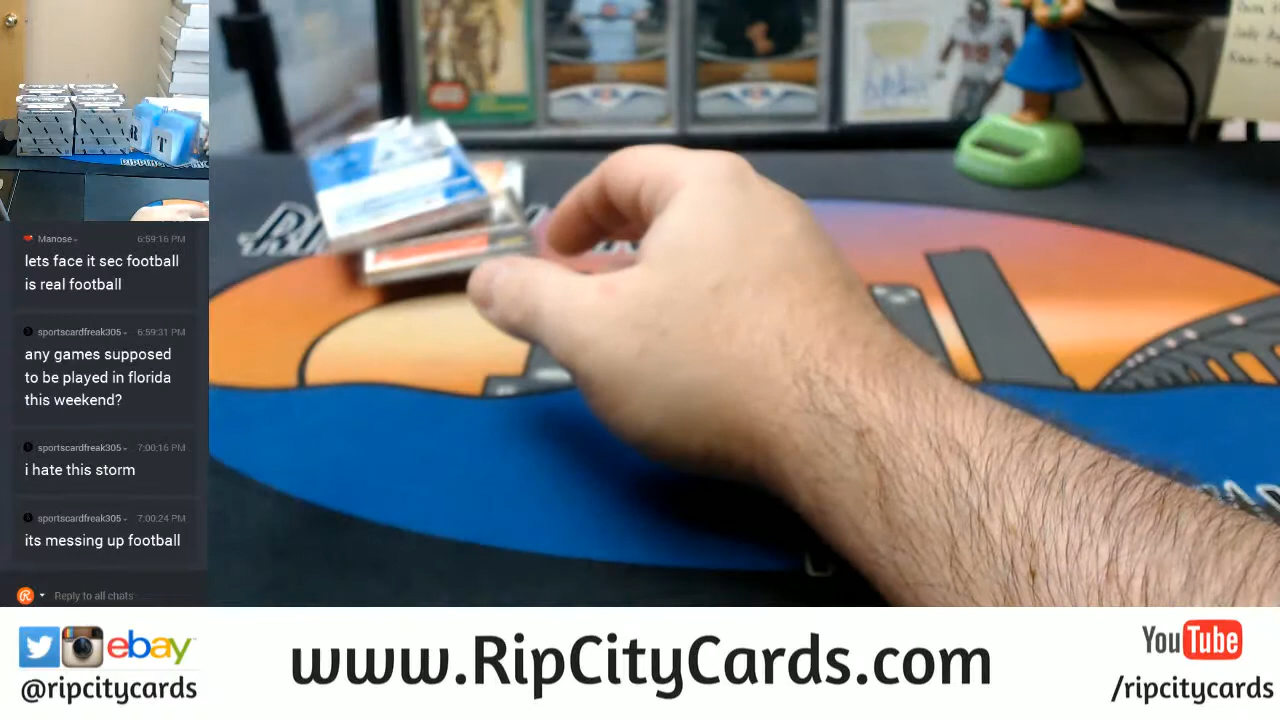 Manose
6:59:16 PM
lets face it sec football
is real football
sportscardfreak305
6:59:31 PM
any games supposed
to be played in florida
this weekend?
sportscardfreak305
7:00:16 PM
i hate this storm
sportscardfreak305
7:00:24 PM
its messing up football
Reply to all chats
ebay
@ripcitycards
www.RipCityCards.com
YouTube
/ripcitycards